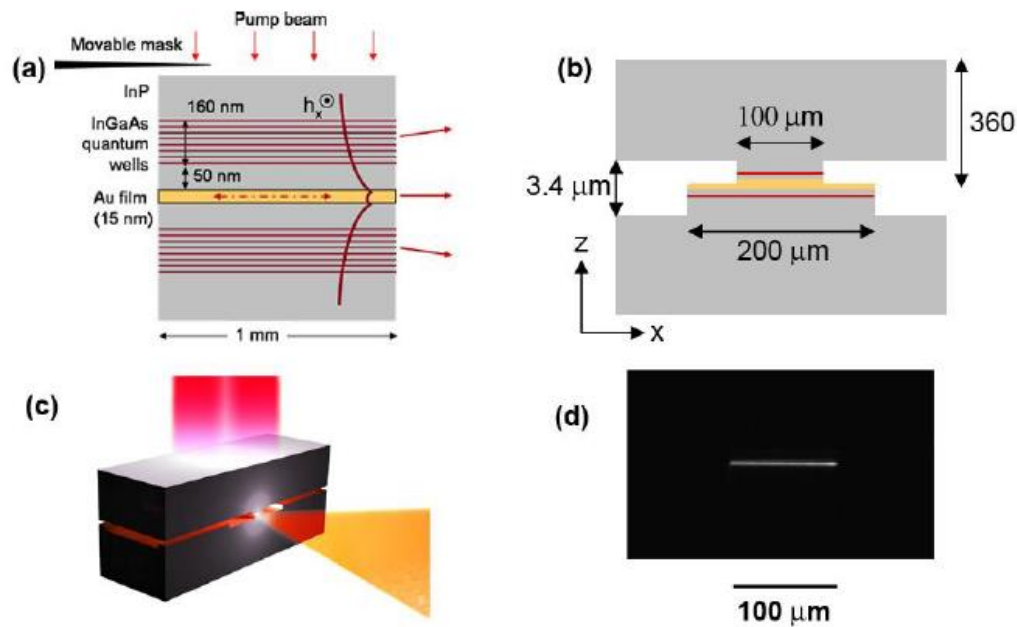 Pump beam
Movable mask
(a)
InP
160 nm
hₓ
InGaAs
quantum
wells
50 nm
Au film
(15 nm)
1 mm
(b)
100 μm
360
3.4 μm
200 μm
z
x
(c)
(d)
100 μm